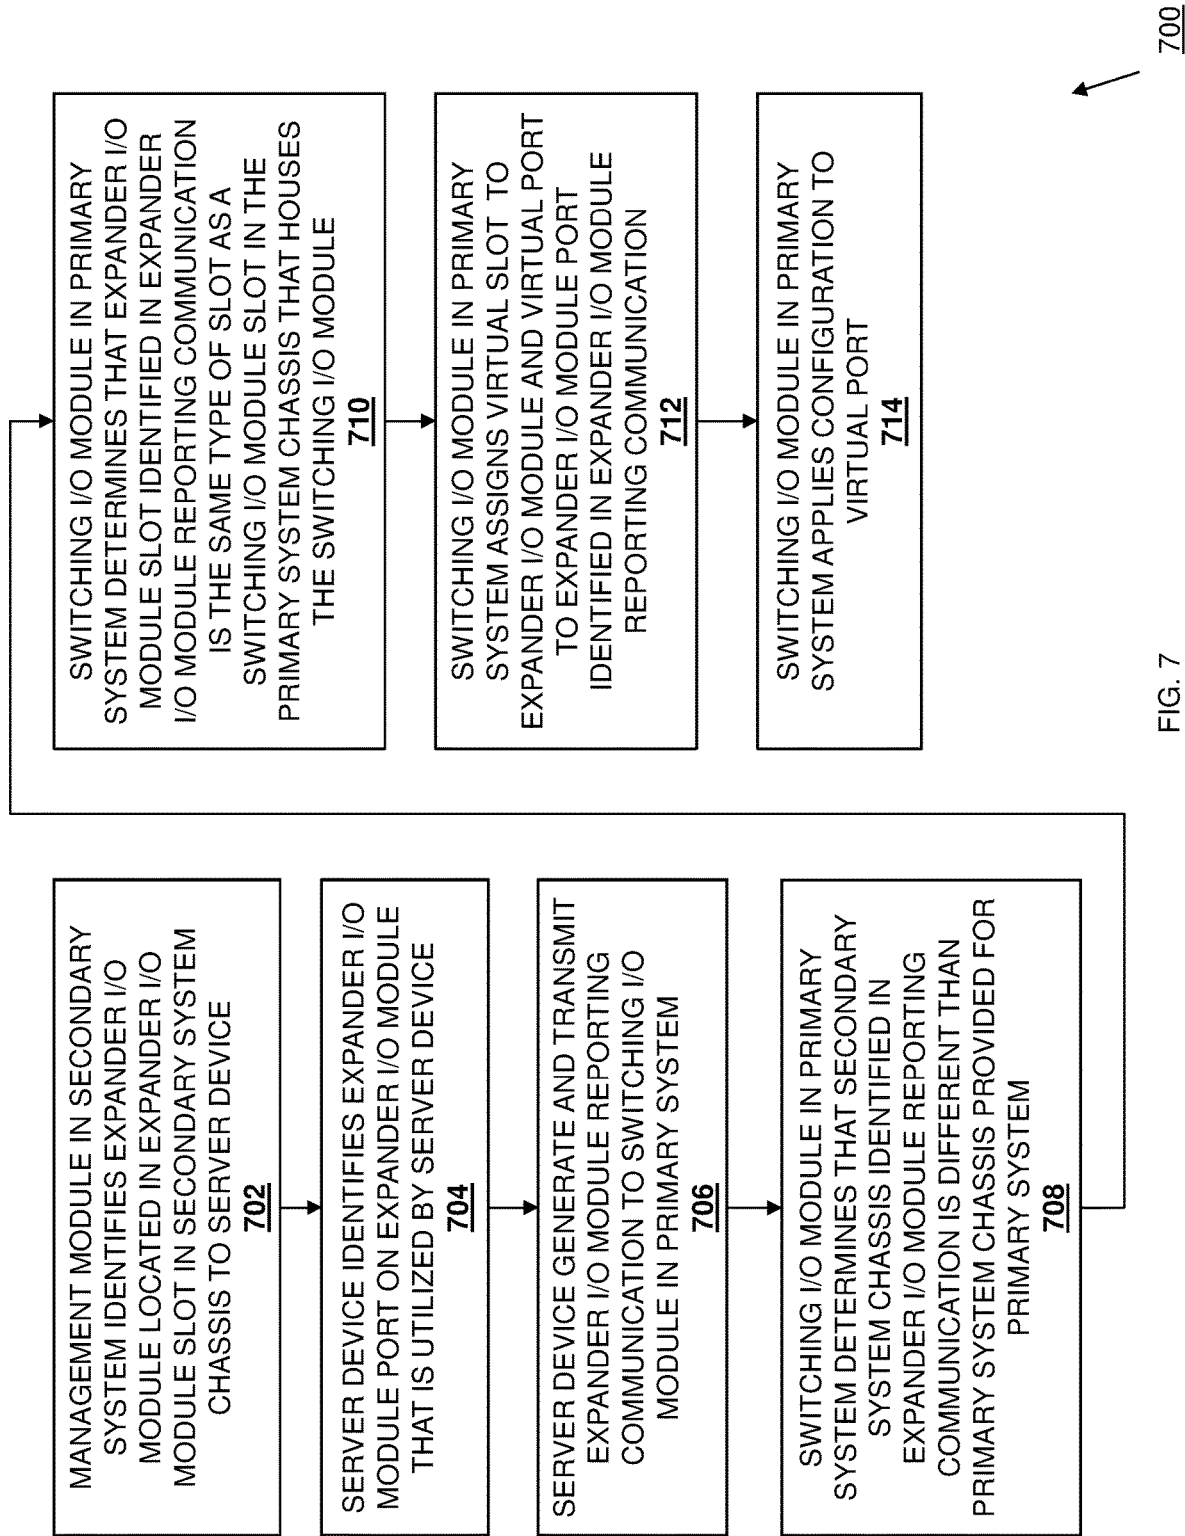 MANAGEMENT MODULE IN SECONDARY
SYSTEM IDENTIFIES EXPANDER I/O
MODULE LOCATED IN EXPANDER I/O
MODULE SLOT IN SECONDARY SYSTEM
CHASSIS TO SERVER DEVICE
702
SERVER DEVICE IDENTIFIES EXPANDER I/O
MODULE PORT ON EXPANDER I/O MODULE
THAT IS UTILIZED BY SERVER DEVICE
704
SERVER DEVICE GENERATE AND TRANSMIT
EXPANDER I/O MODULE REPORTING
COMMUNICATION TO SWITCHING I/O
MODULE IN PRIMARY SYSTEM
706
SWITCHING I/O MODULE IN PRIMARY
SYSTEM DETERMINES THAT SECONDARY
SYSTEM CHASSIS IDENTIFIED IN
EXPANDER I/O MODULE REPORTING
COMMUNICATION IS DIFFERENT THAN
PRIMARY SYSTEM CHASSIS PROVIDED FOR
PRIMARY SYSTEM
708
SWITCHING I/O MODULE IN PRIMARY
SYSTEM DETERMINES THAT EXPANDER I/O
MODULE SLOT IDENTIFIED IN EXPANDER
I/O MODULE REPORTING COMMUNICATION
IS THE SAME TYPE OF SLOT AS A
SWITCHING I/O MODULE SLOT IN THE
PRIMARY SYSTEM CHASSIS THAT HOUSES
THE SWITCHING I/O MODULE
710
SWITCHING I/O MODULE IN PRIMARY
SYSTEM ASSIGNS VIRTUAL SLOT TO
EXPANDER I/O MODULE AND VIRTUAL PORT
TO EXPANDER I/O MODULE PORT
IDENTIFIED IN EXPANDER I/O MODULE
REPORTING COMMUNICATION
712
SWITCHING I/O MODULE IN PRIMARY
SYSTEM APPLIES CONFIGURATION TO
VIRTUAL PORT
714
700
FIG. 7